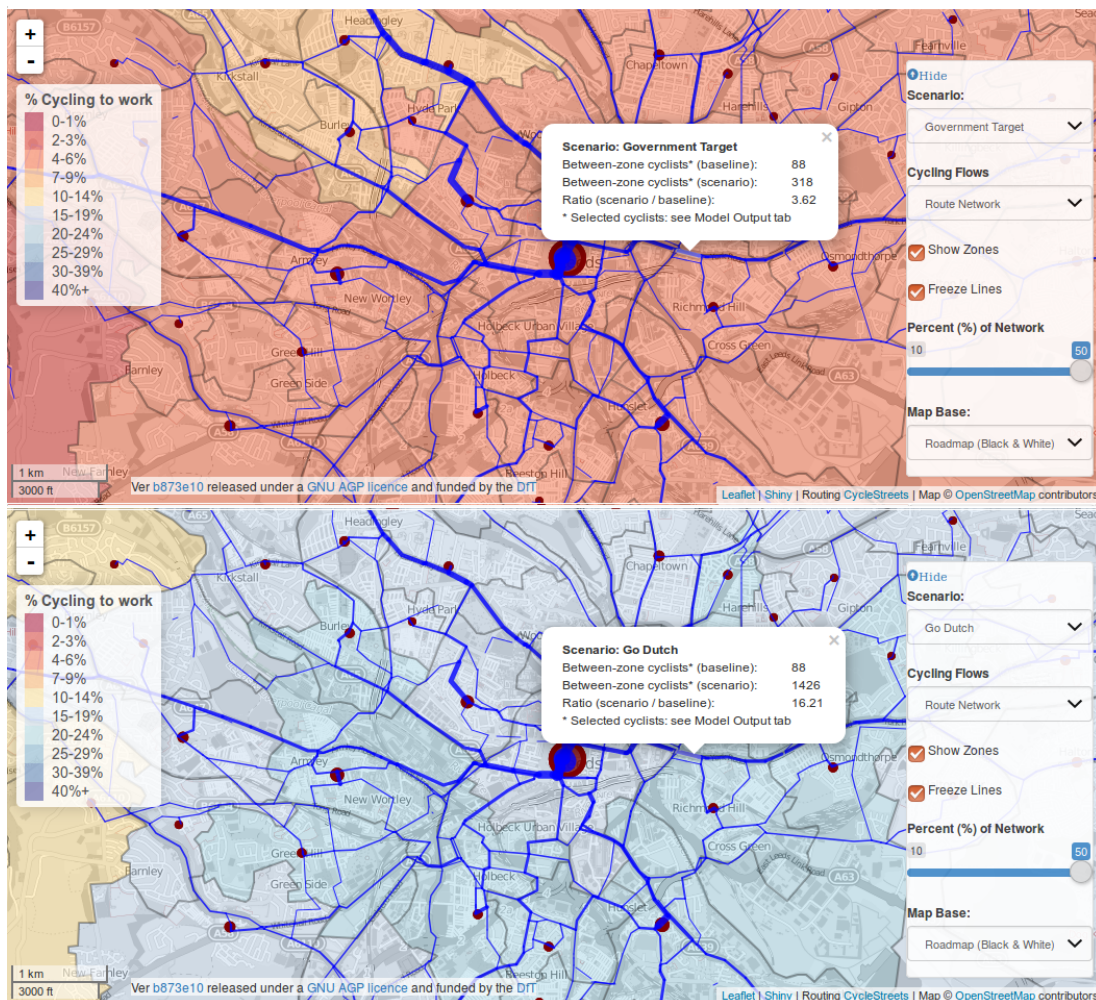 B6157
Headingley
Kirkstall
Hyde Park
Burley
Chapeltown
Harehills
Gipton
Fearnville
Armley
New Wortley
Holbeck Urban Village
Richmond Hill
Osmondthorpe
Cross Green
A63
Green Side
Farnley
Holbeck
Hunslet
Beeston Hill
New Farnley
+
-
% Cycling to work
0-1%
2-3%
4-6%
7-9%
10-14%
15-19%
20-24%
25-29%
30-39%
40%+
×
Scenario: Government Target
Between-zone cyclists* (baseline): 88
Between-zone cyclists* (scenario): 318
Ratio (scenario / baseline): 3.62
* Selected cyclists: see Model Output tab
Hide
Scenario:
Government Target
Cycling Flows
Route Network
Show Zones
Freeze Lines
Percent (%) of Network
10 50
Map Base:
Roadmap (Black & White)
1 km
3000 ft
Ver b873e10 released under a GNU AGP licence and funded by the DfT
Leaflet | Shiny | Routing CycleStreets | Map © OpenStreetMap contributors
B6157
Headingley
Kirkstall
Hyde Park
Burley
Chapeltown
Harehills
Gipton
Fearnville
Armley
New Wortley
Holbeck Urban Village
Richmond Hill
Osmondthorpe
Cross Green
A63
Green Side
Farnley
Holbeck
Hunslet
Beeston Hill
New Farnley
+
-
% Cycling to work
0-1%
2-3%
4-6%
7-9%
10-14%
15-19%
20-24%
25-29%
30-39%
40%+
×
Scenario: Go Dutch
Between-zone cyclists* (baseline): 88
Between-zone cyclists* (scenario): 1426
Ratio (scenario / baseline): 16.21
* Selected cyclists: see Model Output tab
Hide
Scenario:
Go Dutch
Cycling Flows
Route Network
Show Zones
Freeze Lines
Percent (%) of Network
10 50
Map Base:
Roadmap (Black & White)
1 km
3000 ft
Ver b873e10 released under a GNU AGP licence and funded by the DfT
Leaflet | Shiny | Routing CycleStreets | Map © OpenStreetMap contributors